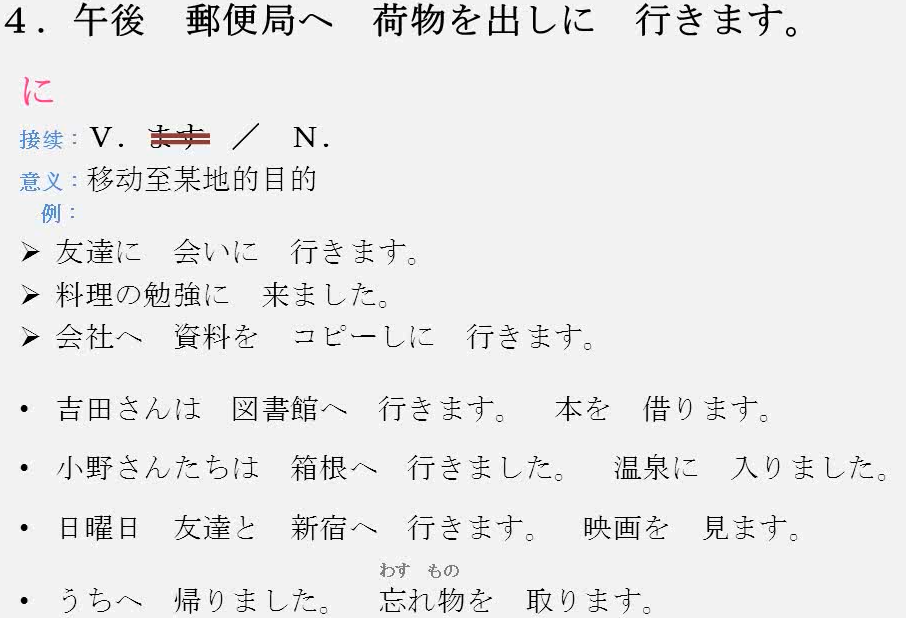 ４．午後　郵便局へ　荷物を出しに　行きます。
に
接续：Ｖ．ます ／　Ｎ．
意义：移动至某地的目的
例：
➢ 友達に　会いに　行きます。
➢ 料理の勉強に　来ました。
➢ 会社へ　資料を　コピーしに　行きます。
• 吉田さんは　図書館へ　行きます。　本を　借ります。
• 小野さんたちは　箱根へ　行きました。　温泉に　入りました。
• 日曜日　友達と　新宿へ　行きます。　映画を　見ます。
わす　もの
• うちへ　帰りました。　忘れ物を　取ります。